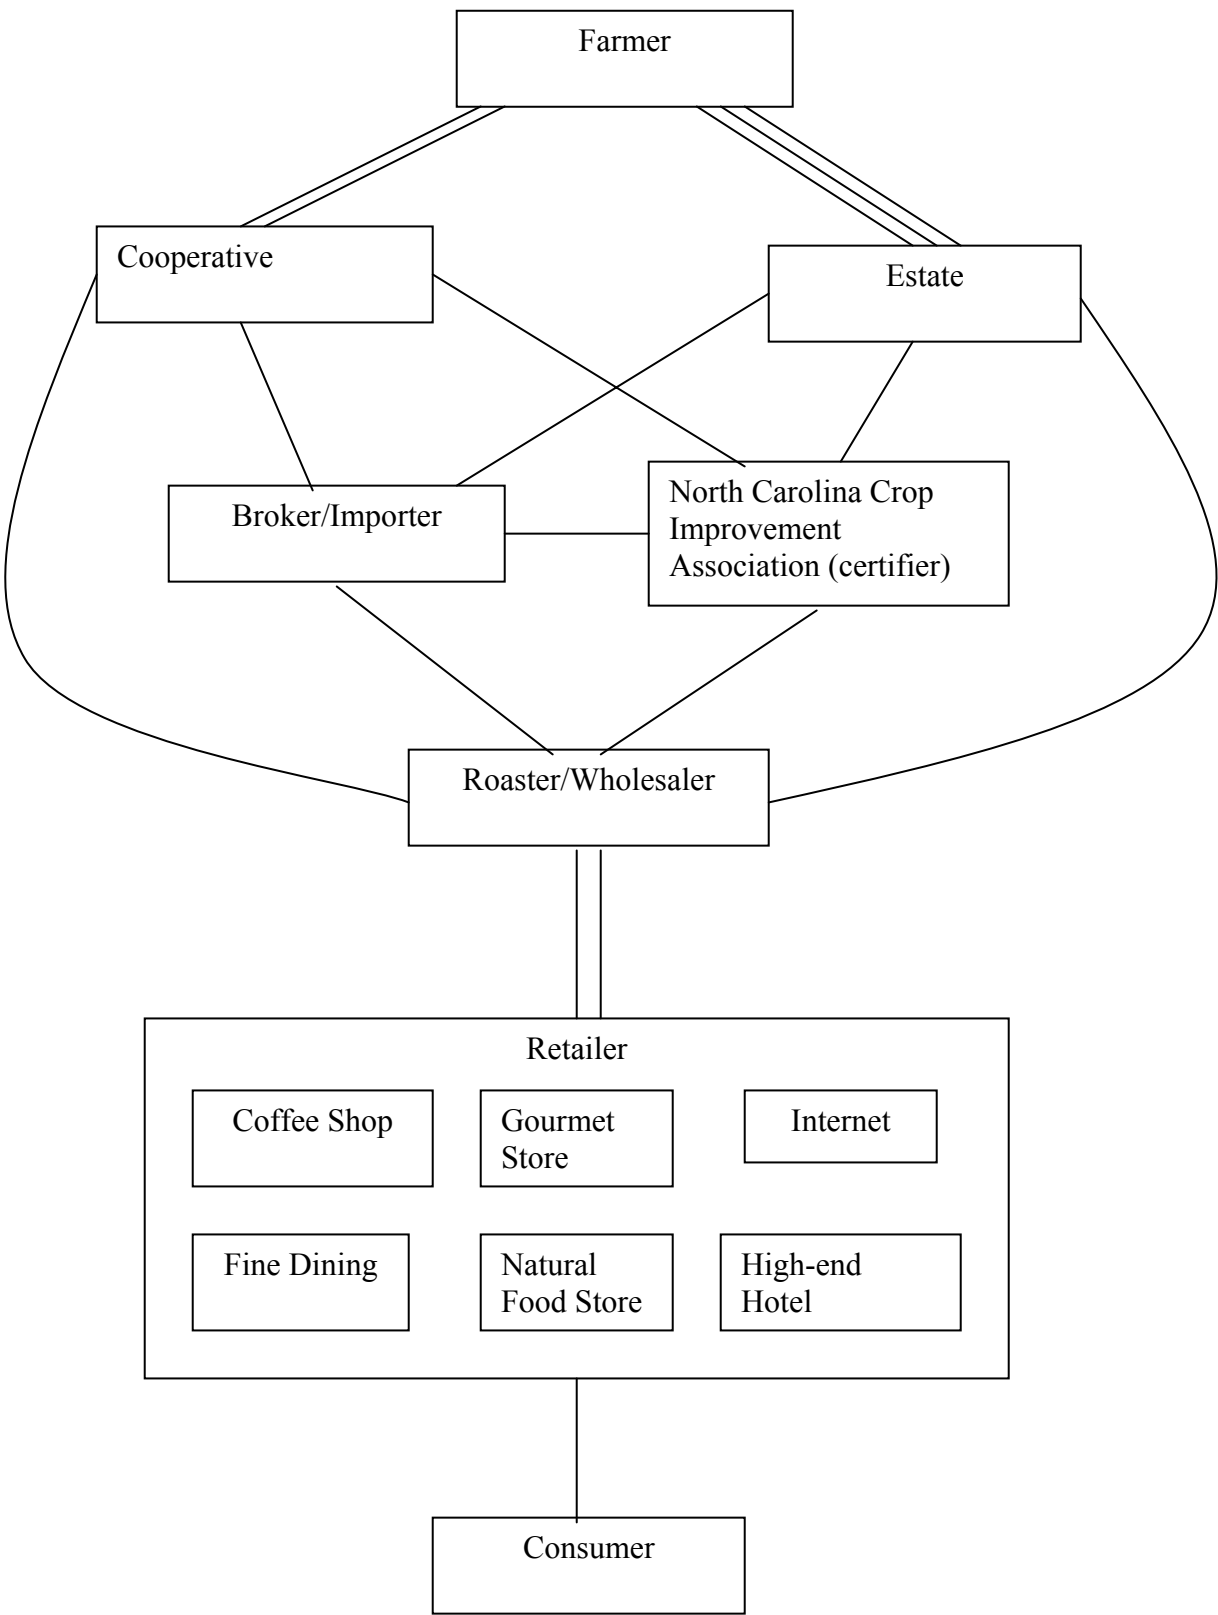 Farmer
Cooperative
Estate
Broker/Importer
North Carolina Crop
Improvement
Association (certifier)
Roaster/Wholesaler
Retailer
Coffee Shop
Gourmet
Store
Internet
Fine Dining
Natural
Food Store
High-end
Hotel
Consumer